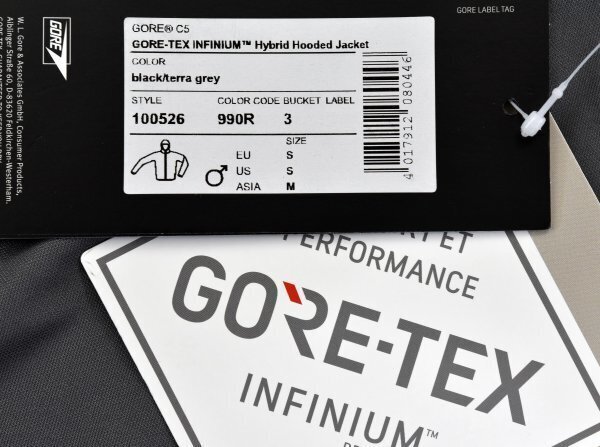 GORE LABEL TAG
GORE® C5
GORE-TEX INFINIUM™ Hybrid Hooded Jacket
COLOR
black/terra grey
STYLE COLOR CODE BUCKET LABEL
100526 990R 3
SIZE
EU S
US S
ASIA M
4 017912 080446
GORE
W. L. Gore & Associates GmbH, Consumer Products,
Aiblinger Strasse 60, D-83620 Feldkirchen-Westerham.
ET
PERFORMANCE
GORE-TEX
INFINIUM™